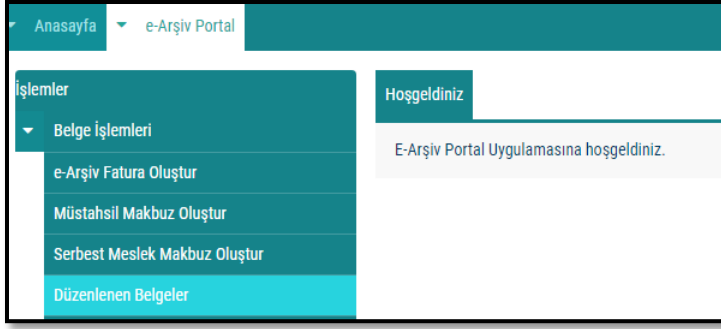 Anasayfa
e-Arşiv Portal
İşlemler
Hoşgeldiniz
Belge İşlemleri
E-Arşiv Portal Uygulamasına hoşgeldiniz.
e-Arşiv Fatura Oluştur
Müstahsil Makbuz Oluştur
Serbest Meslek Makbuz Oluştur
Düzenlenen Belgeler